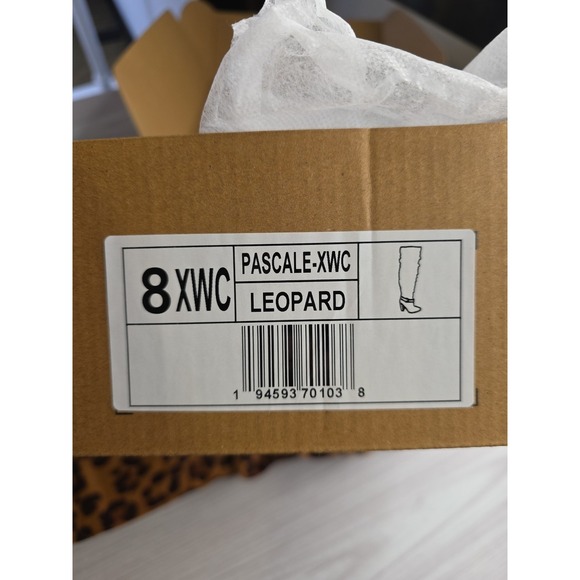 8 XWC
PASCALE-XWC
LEOPARD
1 94593 70103 8